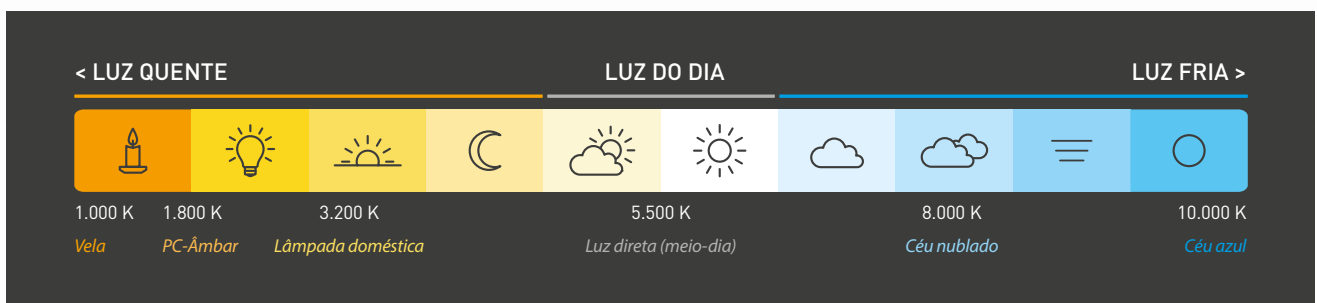 < LUZ QUENTE LUZ DO DIA LUZ FRIA >
1.000 K 1.800 K 3.200 K 5.500 K 8.000 K 10.000 K
Vela PC-Âmbar Lâmpada doméstica Luz direta (meio-dia) Céu nublado Céu azul